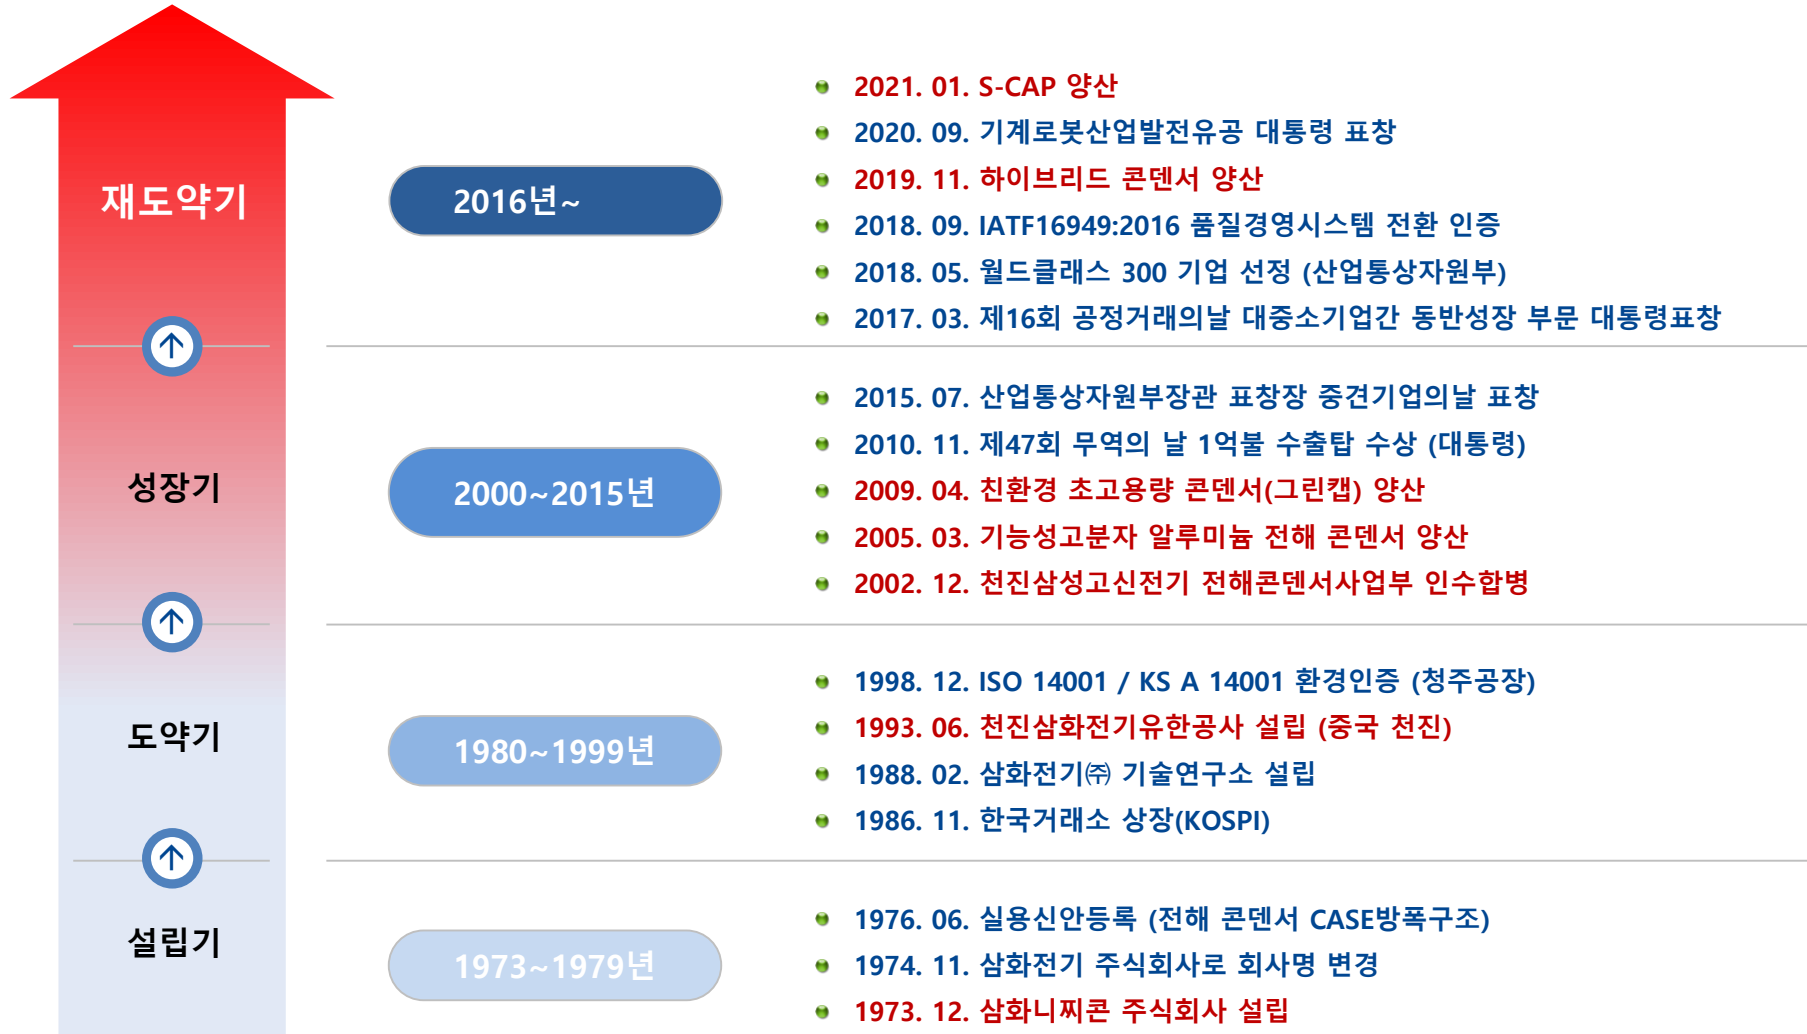 재도약기
2016년~
2021. 01. S-CAP 양산
2020. 09. 기계로봇산업발전유공 대통령 표창
2019. 11. 하이브리드 콘덴서 양산
2018. 09. IATF16949:2016 품질경영시스템 전환 인증
2018. 05. 월드클래스 300 기업 선정 (산업통상자원부)
2017. 03. 제16회 공정거래의날 대중소기업간 동반성장 부문 대통령표창
성장기
2000~2015년
2015. 07. 산업통상자원부장관 표창장 중견기업의날 표창
2010. 11. 제47회 무역의 날 1억불 수출탑 수상 (대통령)
2009. 04. 친환경 초고용량 콘덴서(그린캡) 양산
2005. 03. 기능성고분자 알루미늄 전해 콘덴서 양산
2002. 12. 천진삼성고신전기 전해콘덴서사업부 인수합병
도약기
1980~1999년
1998. 12. ISO 14001 / KS A 14001 환경인증 (청주공장)
1993. 06. 천진삼화전기유한공사 설립 (중국 천진)
1988. 02. 삼화전기㈜ 기술연구소 설립
1986. 11. 한국거래소 상장(KOSPI)
설립기
1973~1979년
1976. 06. 실용신안등록 (전해 콘덴서 CASE방폭구조)
1974. 11. 삼화전기 주식회사로 회사명 변경
1973. 12. 삼화니찌콘 주식회사 설립